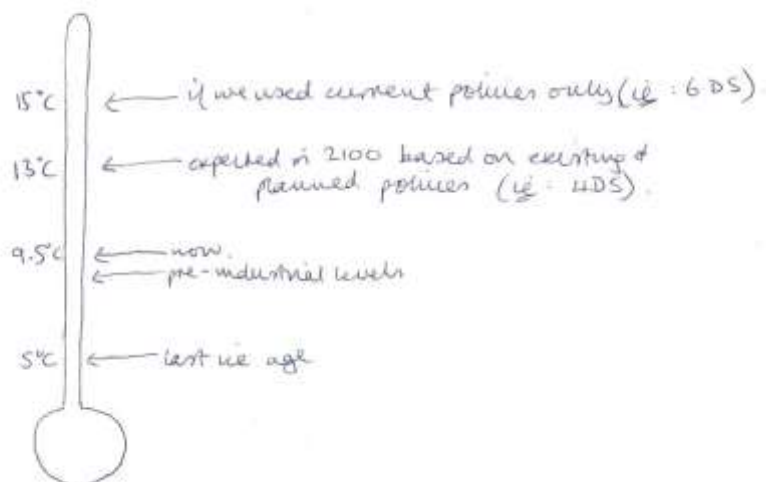 15°C ← if we used current policies only (ie : 6DS)
13°C ← expected in 2100 based on existing &
planned policies (ie : 4DS).
9.5°C ← now.
← pre-industrial levels
5°C ← last ice age